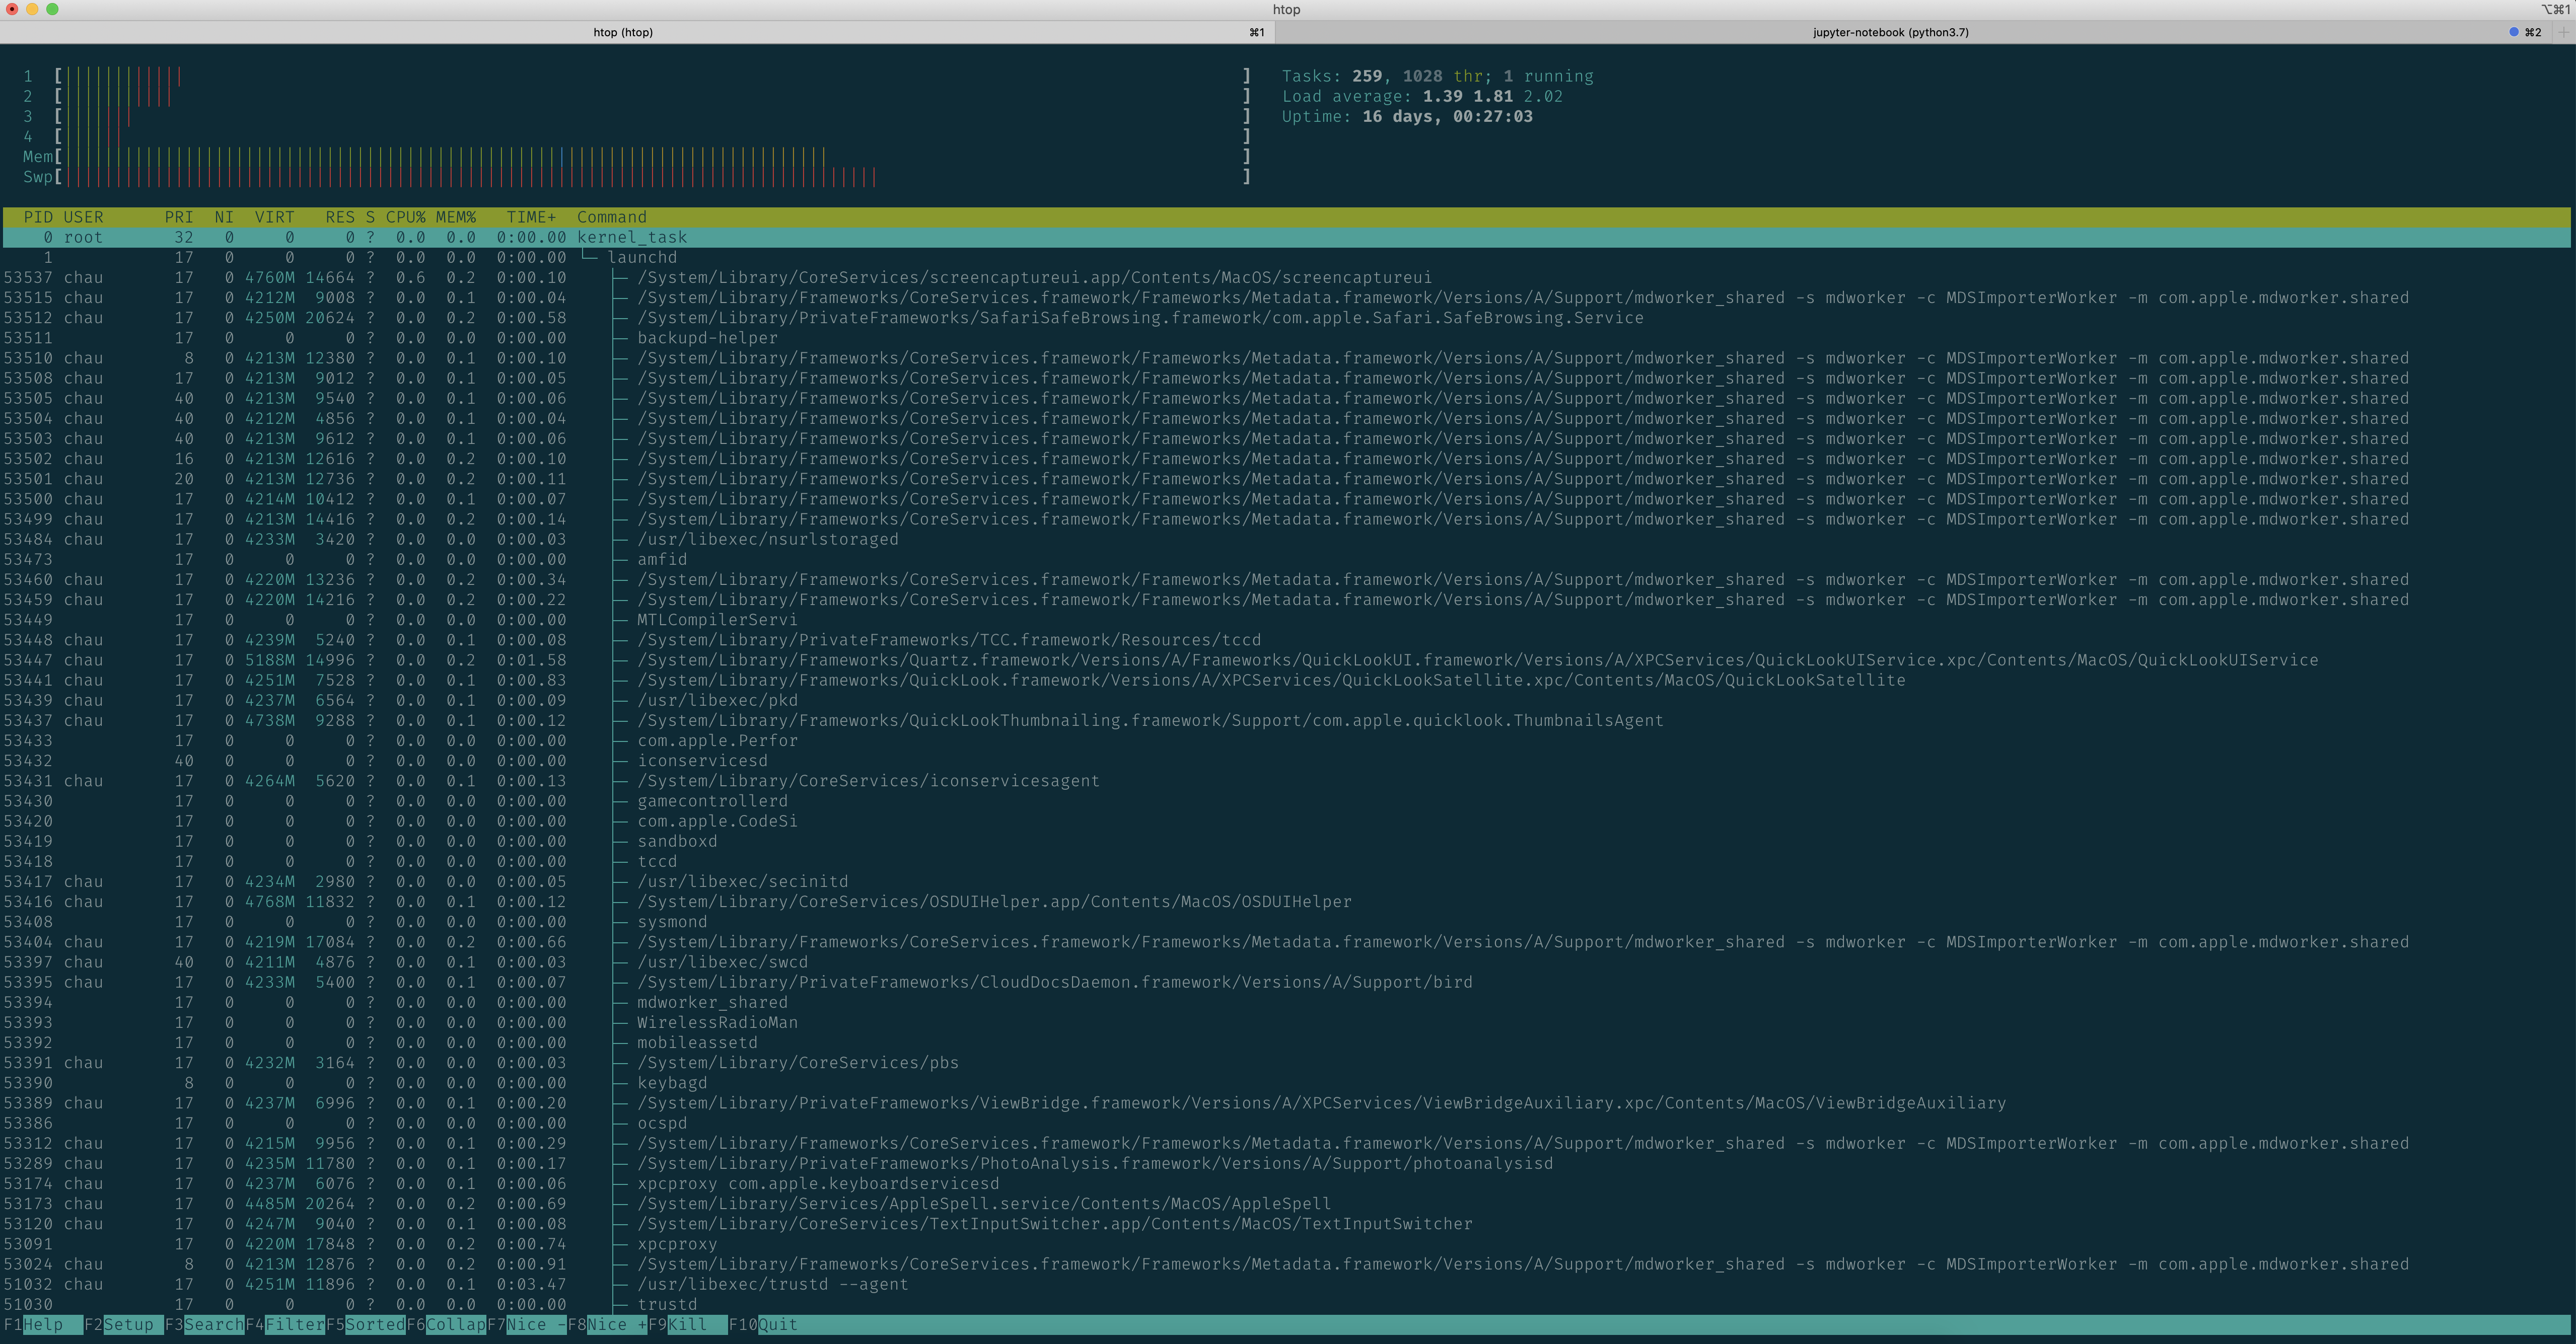 htop
⌥⌘1
htop (htop) ⌘1 jupyter-notebook (python3.7) ⌘2 +
1 [ ] Tasks: 259, 1028 thr; 1 running
2 [ ] Load average: 1.39 1.81 2.02
3 [ ] Uptime: 16 days, 00:27:03
4 [ ]
Mem[ ]
Swp[ ]
PID USER PRI NI VIRT RES S CPU% MEM% TIME+ Command
0 root 32 0 0 0 ? 0.0 0.0 0:00.00 kernel_task
1 17 0 0 0 ? 0.0 0.0 0:00.00 └─ launchd
53537 chau 17 0 4760M 14664 ? 0.6 0.2 0:00.10 ├─ /System/Library/CoreServices/screencaptureui.app/Contents/MacOS/screencaptureui
53515 chau 17 0 4212M 9008 ? 0.0 0.1 0:00.04 ├─ /System/Library/Frameworks/CoreServices.framework/Frameworks/Metadata.framework/Versions/A/Support/mdworker_shared -s mdworker -c MDSImporterWorker -m com.apple.mdworker.shared
53512 chau 17 0 4250M 20624 ? 0.0 0.2 0:00.58 ├─ /System/Library/PrivateFrameworks/SafariSafeBrowsing.framework/com.apple.Safari.SafeBrowsing.Service
53511 17 0 0 0 ? 0.0 0.0 0:00.00 ├─ backupd-helper
53510 chau 8 0 4213M 12380 ? 0.0 0.1 0:00.10 ├─ /System/Library/Frameworks/CoreServices.framework/Frameworks/Metadata.framework/Versions/A/Support/mdworker_shared -s mdworker -c MDSImporterWorker -m com.apple.mdworker.shared
53508 chau 17 0 4213M 9012 ? 0.0 0.1 0:00.05 ├─ /System/Library/Frameworks/CoreServices.framework/Frameworks/Metadata.framework/Versions/A/Support/mdworker_shared -s mdworker -c MDSImporterWorker -m com.apple.mdworker.shared
53505 chau 40 0 4213M 9540 ? 0.0 0.1 0:00.06 ├─ /System/Library/Frameworks/CoreServices.framework/Frameworks/Metadata.framework/Versions/A/Support/mdworker_shared -s mdworker -c MDSImporterWorker -m com.apple.mdworker.shared
53504 chau 40 0 4212M 4856 ? 0.0 0.1 0:00.04 ├─ /System/Library/Frameworks/CoreServices.framework/Frameworks/Metadata.framework/Versions/A/Support/mdworker_shared -s mdworker -c MDSImporterWorker -m com.apple.mdworker.shared
53503 chau 40 0 4213M 9612 ? 0.0 0.1 0:00.06 ├─ /System/Library/Frameworks/CoreServices.framework/Frameworks/Metadata.framework/Versions/A/Support/mdworker_shared -s mdworker -c MDSImporterWorker -m com.apple.mdworker.shared
53502 chau 16 0 4213M 12616 ? 0.0 0.2 0:00.10 ├─ /System/Library/Frameworks/CoreServices.framework/Frameworks/Metadata.framework/Versions/A/Support/mdworker_shared -s mdworker -c MDSImporterWorker -m com.apple.mdworker.shared
53501 chau 20 0 4213M 12736 ? 0.0 0.2 0:00.11 ├─ /System/Library/Frameworks/CoreServices.framework/Frameworks/Metadata.framework/Versions/A/Support/mdworker_shared -s mdworker -c MDSImporterWorker -m com.apple.mdworker.shared
53500 chau 17 0 4214M 10412 ? 0.0 0.1 0:00.07 ├─ /System/Library/Frameworks/CoreServices.framework/Frameworks/Metadata.framework/Versions/A/Support/mdworker_shared -s mdworker -c MDSImporterWorker -m com.apple.mdworker.shared
53499 chau 17 0 4213M 14416 ? 0.0 0.2 0:00.14 ├─ /System/Library/Frameworks/CoreServices.framework/Frameworks/Metadata.framework/Versions/A/Support/mdworker_shared -s mdworker -c MDSImporterWorker -m com.apple.mdworker.shared
53484 chau 17 0 4233M 3420 ? 0.0 0.0 0:00.03 ├─ /usr/libexec/nsurlstoraged
53473 17 0 0 0 ? 0.0 0.0 0:00.00 ├─ amfid
53460 chau 17 0 4220M 13236 ? 0.0 0.2 0:00.34 ├─ /System/Library/Frameworks/CoreServices.framework/Frameworks/Metadata.framework/Versions/A/Support/mdworker_shared -s mdworker -c MDSImporterWorker -m com.apple.mdworker.shared
53459 chau 17 0 4220M 14216 ? 0.0 0.2 0:00.22 ├─ /System/Library/Frameworks/CoreServices.framework/Frameworks/Metadata.framework/Versions/A/Support/mdworker_shared -s mdworker -c MDSImporterWorker -m com.apple.mdworker.shared
53449 17 0 0 0 ? 0.0 0.0 0:00.00 ├─ MTLCompilerServi
53448 chau 17 0 4239M 5240 ? 0.0 0.1 0:00.08 ├─ /System/Library/PrivateFrameworks/TCC.framework/Resources/tccd
53447 chau 17 0 5188M 14996 ? 0.0 0.2 0:01.58 ├─ /System/Library/Frameworks/Quartz.framework/Versions/A/Frameworks/QuickLookUI.framework/Versions/A/XPCServices/QuickLookUIService.xpc/Contents/MacOS/QuickLookUIService
53441 chau 17 0 4251M 7528 ? 0.0 0.1 0:00.83 ├─ /System/Library/Frameworks/QuickLook.framework/Versions/A/XPCServices/QuickLookSatellite.xpc/Contents/MacOS/QuickLookSatellite
53439 chau 17 0 4237M 6564 ? 0.0 0.1 0:00.09 ├─ /usr/libexec/pkd
53437 chau 17 0 4738M 9288 ? 0.0 0.1 0:00.12 ├─ /System/Library/Frameworks/QuickLookThumbnailing.framework/Support/com.apple.quicklook.ThumbnailsAgent
53433 17 0 0 0 ? 0.0 0.0 0:00.00 ├─ com.apple.Perfor
53432 40 0 0 0 ? 0.0 0.0 0:00.00 ├─ iconservicesd
53431 chau 17 0 4264M 5620 ? 0.0 0.1 0:00.13 ├─ /System/Library/CoreServices/iconservicesagent
53430 17 0 0 0 ? 0.0 0.0 0:00.00 ├─ gamecontrollerd
53420 17 0 0 0 ? 0.0 0.0 0:00.00 ├─ com.apple.CodeSi
53419 17 0 0 0 ? 0.0 0.0 0:00.00 ├─ sandboxd
53418 17 0 0 0 ? 0.0 0.0 0:00.00 ├─ tccd
53417 chau 17 0 4234M 2980 ? 0.0 0.0 0:00.05 ├─ /usr/libexec/secinitd
53416 chau 17 0 4768M 11832 ? 0.0 0.1 0:00.12 ├─ /System/Library/CoreServices/OSDUIHelper.app/Contents/MacOS/OSDUIHelper
53408 17 0 0 0 ? 0.0 0.0 0:00.00 ├─ sysmond
53404 chau 17 0 4219M 17084 ? 0.0 0.2 0:00.66 ├─ /System/Library/Frameworks/CoreServices.framework/Frameworks/Metadata.framework/Versions/A/Support/mdworker_shared -s mdworker -c MDSImporterWorker -m com.apple.mdworker.shared
53397 chau 40 0 4211M 4876 ? 0.0 0.1 0:00.03 ├─ /usr/libexec/swcd
53395 chau 17 0 4233M 5400 ? 0.0 0.1 0:00.07 ├─ /System/Library/PrivateFrameworks/CloudDocsDaemon.framework/Versions/A/Support/bird
53394 17 0 0 0 ? 0.0 0.0 0:00.00 ├─ mdworker_shared
53393 17 0 0 0 ? 0.0 0.0 0:00.00 ├─ WirelessRadioMan
53392 17 0 0 0 ? 0.0 0.0 0:00.00 ├─ mobileassetd
53391 chau 17 0 4232M 3164 ? 0.0 0.0 0:00.03 ├─ /System/Library/CoreServices/pbs
53390 8 0 0 0 ? 0.0 0.0 0:00.00 ├─ keybagd
53389 chau 17 0 4237M 6996 ? 0.0 0.1 0:00.20 ├─ /System/Library/PrivateFrameworks/ViewBridge.framework/Versions/A/XPCServices/ViewBridgeAuxiliary.xpc/Contents/MacOS/ViewBridgeAuxiliary
53386 17 0 0 0 ? 0.0 0.0 0:00.00 ├─ ocspd
53312 chau 17 0 4215M 9956 ? 0.0 0.1 0:00.29 ├─ /System/Library/Frameworks/CoreServices.framework/Frameworks/Metadata.framework/Versions/A/Support/mdworker_shared -s mdworker -c MDSImporterWorker -m com.apple.mdworker.shared
53289 chau 17 0 4235M 11780 ? 0.0 0.1 0:00.17 ├─ /System/Library/PrivateFrameworks/PhotoAnalysis.framework/Versions/A/Support/photoanalysisd
53174 chau 17 0 4237M 6076 ? 0.0 0.1 0:00.06 ├─ xpcproxy com.apple.keyboardservicesd
53173 chau 17 0 4485M 20264 ? 0.0 0.2 0:00.69 ├─ /System/Library/Services/AppleSpell.service/Contents/MacOS/AppleSpell
53120 chau 17 0 4247M 9040 ? 0.0 0.1 0:00.08 ├─ /System/Library/CoreServices/TextInputSwitcher.app/Contents/MacOS/TextInputSwitcher
53091 17 0 4220M 17848 ? 0.0 0.2 0:00.74 ├─ xpcproxy
53024 chau 8 0 4213M 12876 ? 0.0 0.2 0:00.91 ├─ /System/Library/Frameworks/CoreServices.framework/Frameworks/Metadata.framework/Versions/A/Support/mdworker_shared -s mdworker -c MDSImporterWorker -m com.apple.mdworker.shared
51032 chau 17 0 4251M 11896 ? 0.0 0.1 0:03.47 ├─ /usr/libexec/trustd --agent
51030 17 0 0 0 ? 0.0 0.0 0:00.00 ├─ trustd
F1Help F2Setup F3SearchF4FilterF5SortedF6CollapF7Nice -F8Nice +F9Kill F10Quit